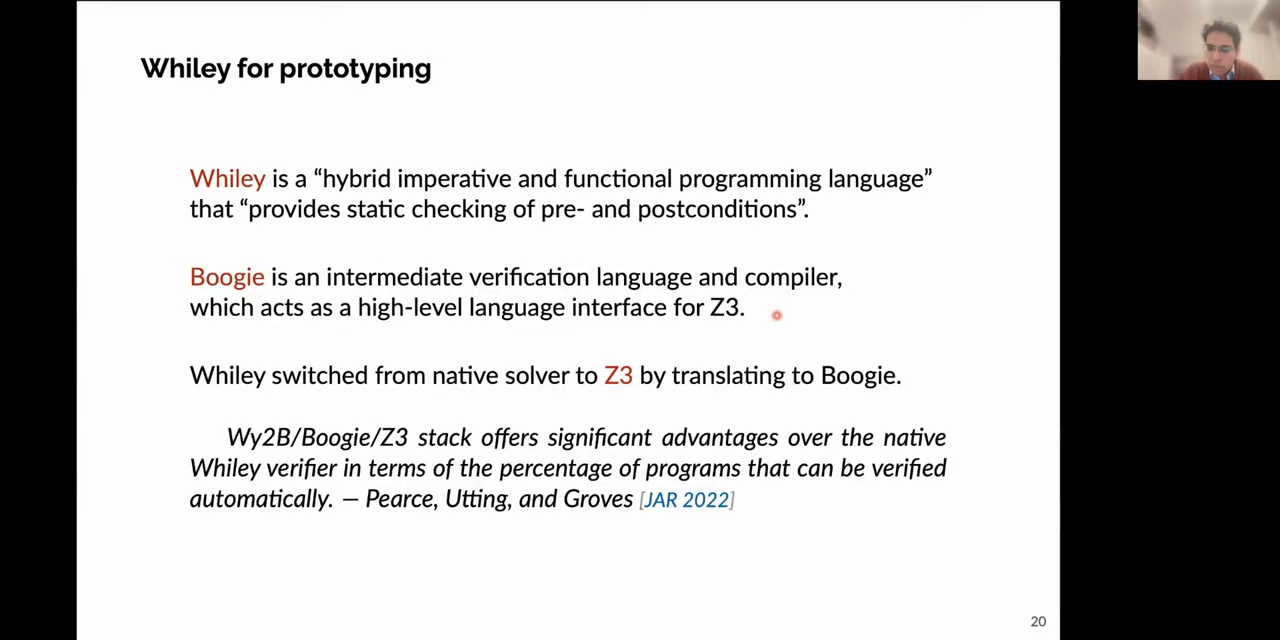 Whiley for prototyping
Whiley is a “hybrid imperative and functional programming language”
that “provides static checking of pre- and postconditions”.
Boogie is an intermediate verification language and compiler,
which acts as a high-level language interface for Z3.
Whiley switched from native solver to Z3 by translating to Boogie.
Wy2B/Boogie/Z3 stack offers significant advantages over the native
Whiley verifier in terms of the percentage of programs that can be verified
automatically. — Pearce, Utting, and Groves [JAR 2022]
20